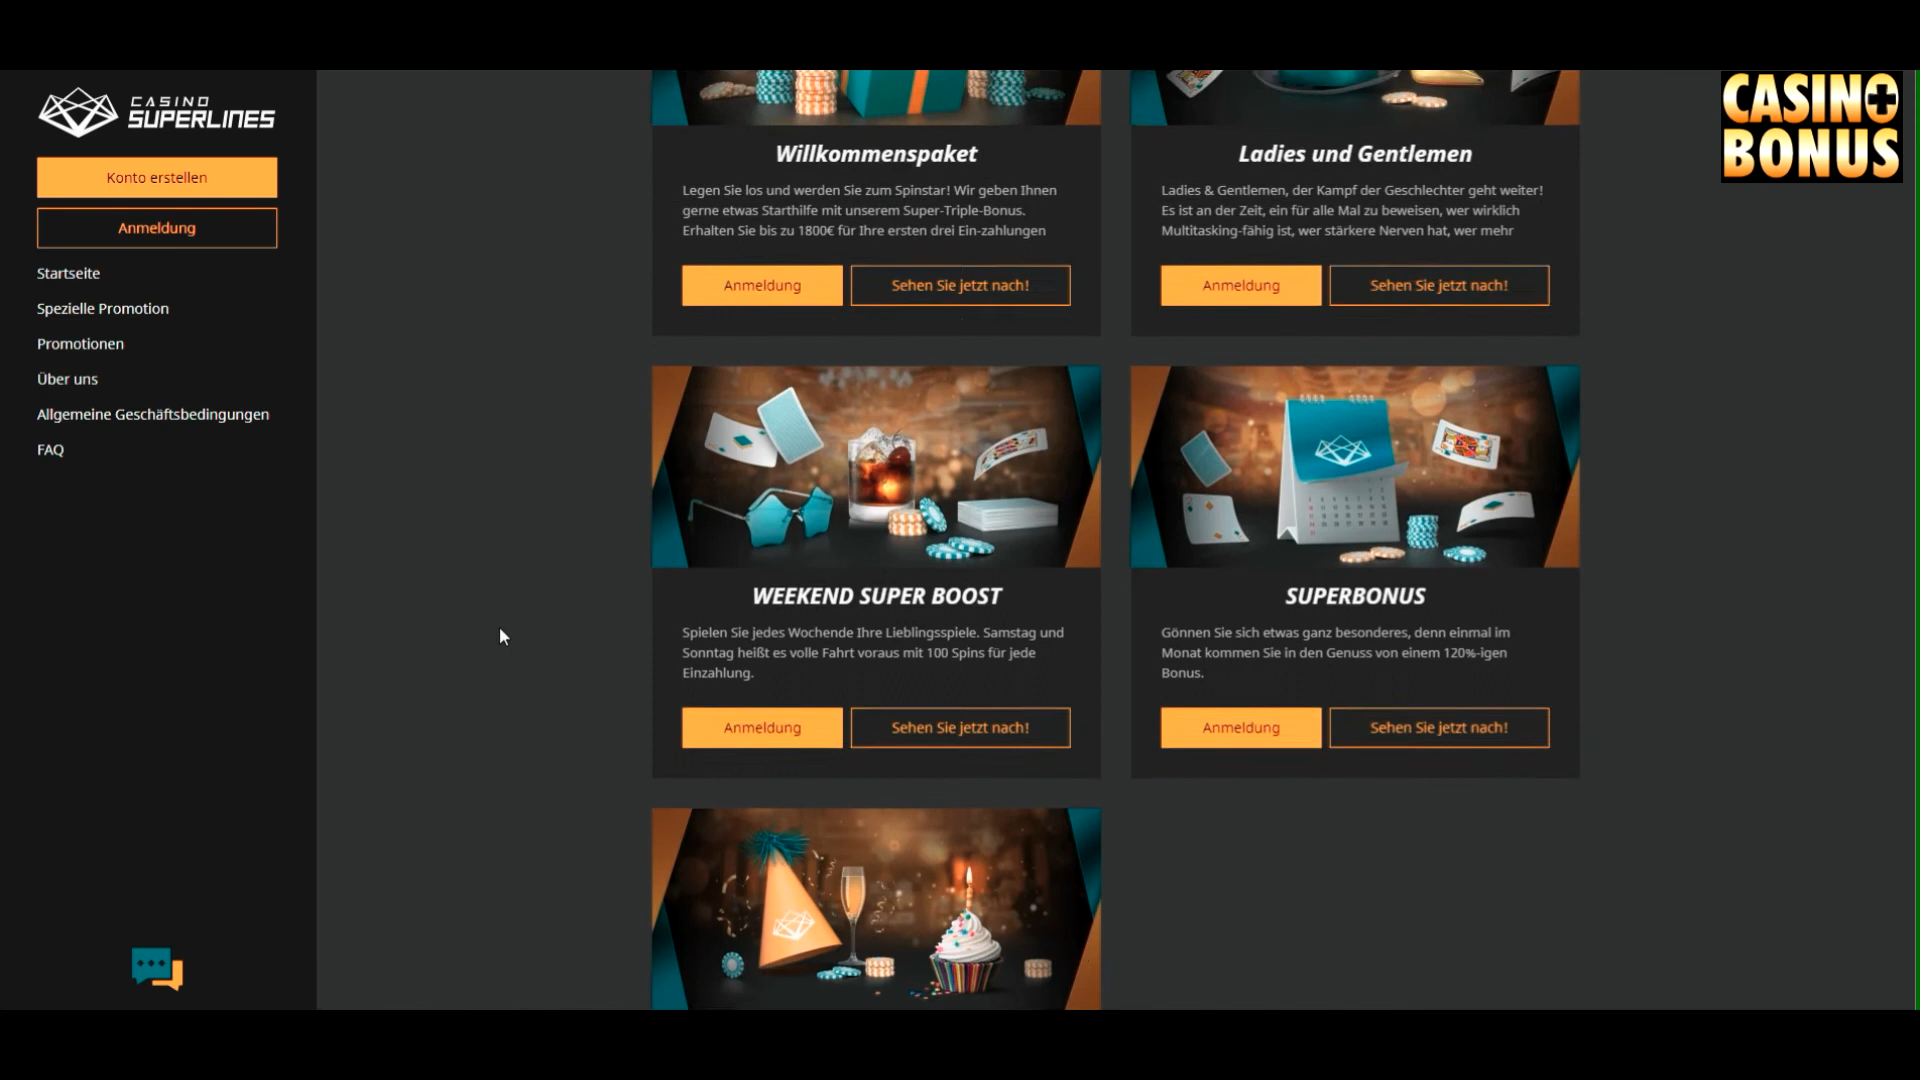 CASINO
SUPERLINES
Konto erstellen
Anmeldung
Startseite
Spezielle Promotion
Promotionen
Über uns
Allgemeine Geschäftsbedingungen
FAQ
CASINO
BONUS
Willkommenspaket
Legen Sie los und werden Sie zum Spinstar! Wir geben Ihnen
gerne etwas Starthilfe mit unserem Super-Triple-Bonus.
Erhalten Sie bis zu 1800€ für Ihre ersten drei Ein-zahlungen
Anmeldung
Sehen Sie jetzt nach!
Ladies und Gentlemen
Ladies & Gentlemen, der Kampf der Geschlechter geht weiter!
Es ist an der Zeit, ein für alle Mal zu beweisen, wer wirklich
Multitasking-fähig ist, wer stärkere Nerven hat, wer mehr
Anmeldung
Sehen Sie jetzt nach!
WEEKEND SUPER BOOST
Spielen Sie jedes Wochende Ihre Lieblingsspiele. Samstag und
Sonntag heißt es volle Fahrt voraus mit 100 Spins für jede
Einzahlung.
Anmeldung
Sehen Sie jetzt nach!
SUPERBONUS
Gönnen Sie sich etwas ganz besonderes, denn einmal im
Monat kommen Sie in den Genuss von einem 120%-igen
Bonus.
Anmeldung
Sehen Sie jetzt nach!